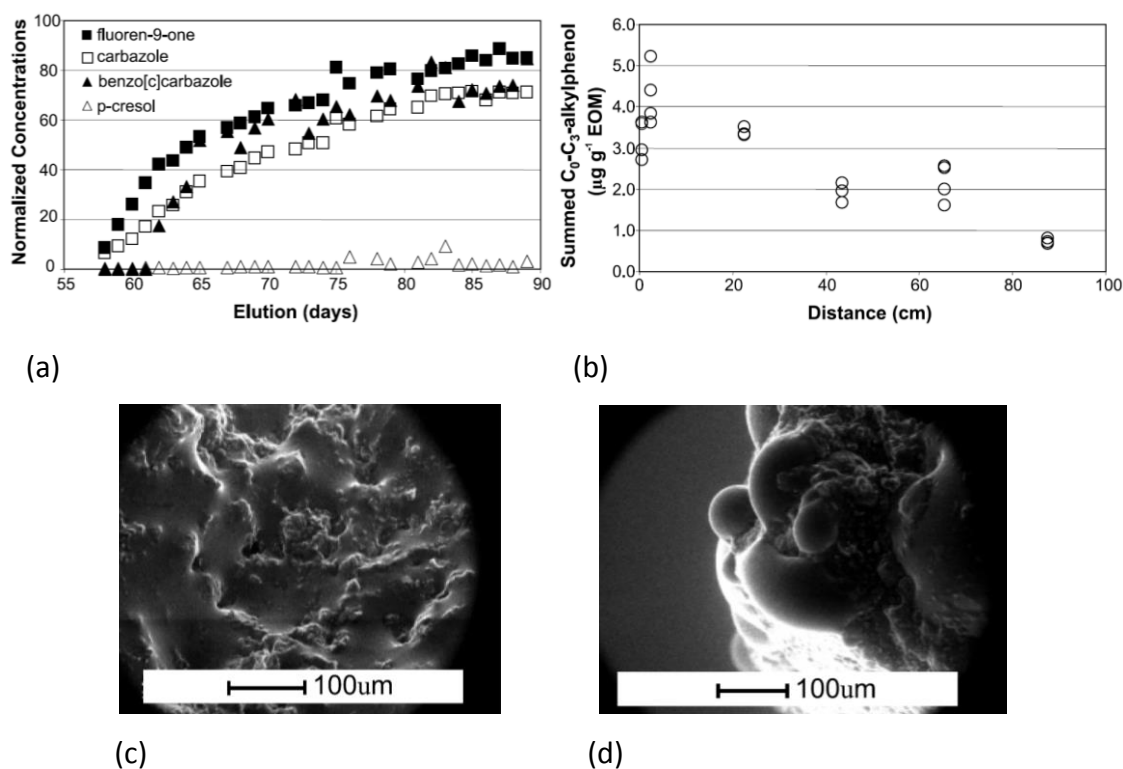 100
80
60
40
20
0
Normalized Concentrations
fluoren-9-one
carbazole
benzo[c]carbazole
p-cresol
55 60 65 70 75 80 85 90
Elution (days)
6.0
5.0
4.0
3.0
2.0
1.0
0.0
Summed C₀-C₃-alkylphenol
(µg g⁻¹ EOM)
0 20 40 60 80 100
Distance (cm)
(a)
(b)
100um
100um
(c)
(d)